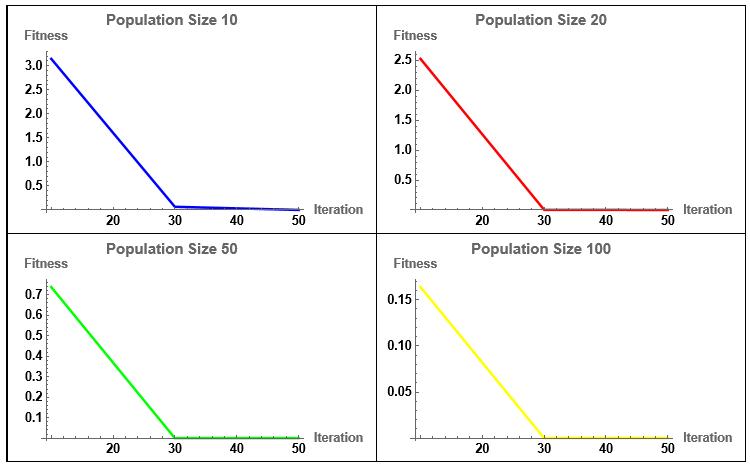 Population Size 10
Fitness
3.0
2.5
2.0
1.5
1.0
0.5
20 30 40 50 Iteration
Population Size 20
Fitness
2.5
2.0
1.5
1.0
0.5
20 30 40 50 Iteration
Population Size 50
Fitness
0.7
0.6
0.5
0.4
0.3
0.2
0.1
20 30 40 50 Iteration
Population Size 100
Fitness
0.15
0.10
0.05
20 30 40 50 Iteration